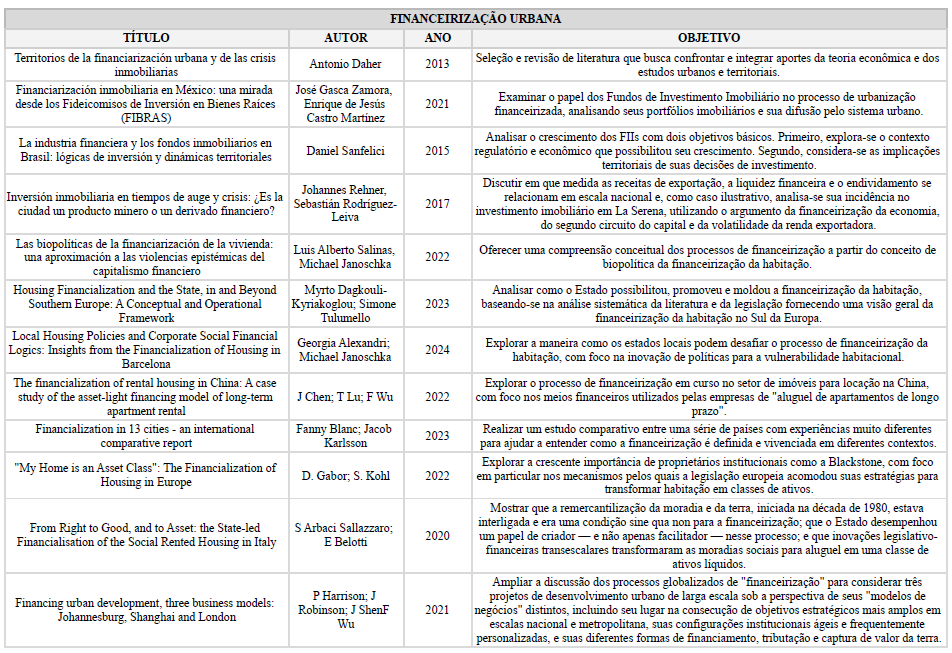 FINANCEIRIZAÇÃO URBANA
TÍTULO AUTOR ANO OBJETIVO
Territorios de la financiarización urbana y de las crisis
inmobiliarias
Antonio Daher
2013
Seleção e revisão de literatura que busca confrontar e integrar aportes da teoria econômica e dos
estudos urbanos e territoriais.
Financiarización inmobiliaria en México: una mirada
desde los Fideicomisos de Inversión en Bienes Raíces
(FIBRAS)
José Gasca Zamora,
Enrique de Jesús
Castro Martínez
2021
Examinar o papel dos Fundos de Investimento Imobiliário no processo de urbanização
financeirizada, analisando seus portfólios imobiliários e sua difusão pelo sistema urbano.
La industria financiera y los fondos inmobiliarios en
Brasil: lógicas de inversión y dinámicas territoriales
Daniel Sanfelici
2015
Analisar o crescimento dos FIIs com dois objetivos básicos. Primeiro, explora-se o contexto
regulatório e econômico que possibilitou seu crescimento. Segundo, considera-se as implicações
territoriais de suas decisões de investimento.
Inversión inmobiliaria en tiempos de auge y crisis: ¿Es la
ciudad un producto minero o un derivado financiero?
Johannes Rehner,
Sebastián Rodríguez-
Leiva
2017
Discutir em que medida as receitas de exportação, a liquidez financeira e o endividamento se
relacionam em escala nacional e, como caso ilustrativo, analisa-se sua incidência no
investimento imobiliário em La Serena, utilizando o argumento da financeirização da economia,
do segundo circuito do capital e da volatilidade da renda exportadora.
Las biopolíticas de la financiarización de la vivienda:
una aproximación a las violencias epistémicas del
capitalismo financiero
Luis Alberto Salinas,
Michael Janoschka
2022
Oferecer uma compreensão conceitual dos processos de financeirização a partir do conceito de
biopolítica da financeirização da habitação.
Housing Financialization and the State, in and Beyond
Southern Europe: A Conceptual and Operational
Framework
Myrto Dagkouli-
Kyriakoglou; Simone
Tulumello
2023
Analisar como o Estado possibilitou, promoveu e moldou a financeirização da habitação,
baseando-se na análise sistemática da literatura e da legislação fornecendo uma visão geral da
financeirização da habitação no Sul da Europa.
Local Housing Policies and Corporate Social Financial
Logics: Insights from the Financialization of Housing in
Barcelona
Georgia Alexandri;
Michael Janoschka
2024
Explorar a maneira como os estados locais podem desafiar o processo de financeirização da
habitação, com foco na inovação de políticas para a vulnerabilidade habitacional.
The financialization of rental housing in China: A case
study of the asset-light financing model of long-term
apartment rental
J Chen; T Lu; F Wu
2022
Explorar o processo de financeirização em curso no setor de imóveis para locação na China,
com foco nos meios financeiros utilizados pelas empresas de "aluguel de apartamentos de longo
prazo".
Financialization in 13 cities - an international
comparative report
Fanny Blanc; Jacob
Karlsson
2023
Realizar um estudo comparativo entre uma série de países com experiências muito diferentes
para ajudar a entender como a financeirização é definida e vivenciada em diferentes contextos.
"My Home is an Asset Class": The Financialization of
Housing in Europe
D. Gabor; S. Kohl
2022
Explorar a crescente importância de proprietários institucionais como a Blackstone, com foco
em particular nos mecanismos pelos quais a legislação europeia acomodou suas estratégias para
transformar habitação em classes de ativos.
From Right to Good, and to Asset: the State-led
Financialisation of the Social Rented Housing in Italy
S Arbaci Sallazzaro;
E Belotti
2020
Mostrar que a remercantilização da moradia e da terra, iniciada na década de 1980, estava
interligada e era uma condição sine qua non para a financeirização; que o Estado desempenhou
um papel de criador — e não apenas facilitador — nesse processo; e que inovações legislativo-
financeiras transescalares transformaram as moradias sociais para aluguel em uma classe de
ativos líquidos.
Financing urban development, three business models:
Johannesburg, Shanghai and London
P Harrison; J
Robinson; J ShenF
Wu
2021
Ampliar a discussão dos processos globalizados de "financeirização" para considerar três
projetos de desenvolvimento urbano de larga escala sob a perspectiva de seus "modelos de
negócios" distintos, incluindo seu lugar na consecução de objetivos estratégicos mais amplos em
escalas nacional e metropolitana, suas configurações institucionais ágeis e frequentemente
personalizadas, e suas diferentes formas de financiamento, tributação e captura de valor da terra.